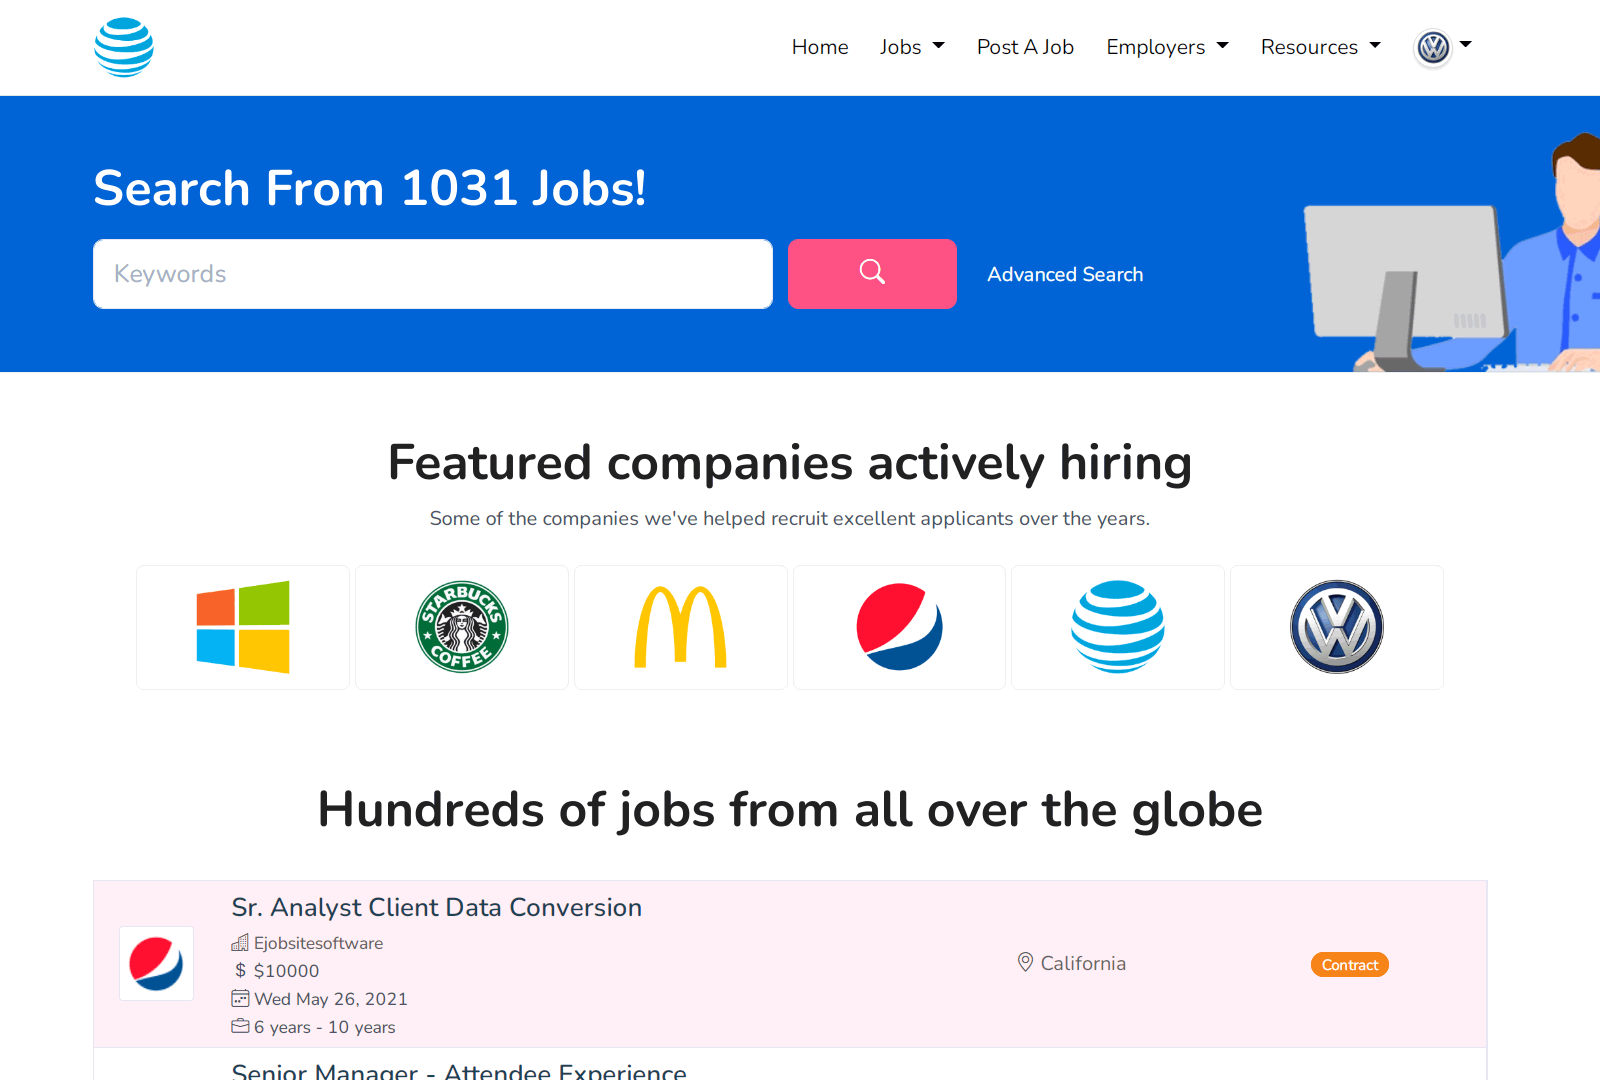 Home Jobs Post A Job Employers Resources
Search From 1031 Jobs!
Keywords
Advanced Search
Featured companies actively hiring
Some of the companies we've helped recruit excellent applicants over the years.
STARBUCKS
COFFEE
Hundreds of jobs from all over the globe
Sr. Analyst Client Data Conversion
Ejobsitesoftware
$ $10000
Wed May 26, 2021
6 years - 10 years
California
Contract
Senior Manager - Attendee Experience